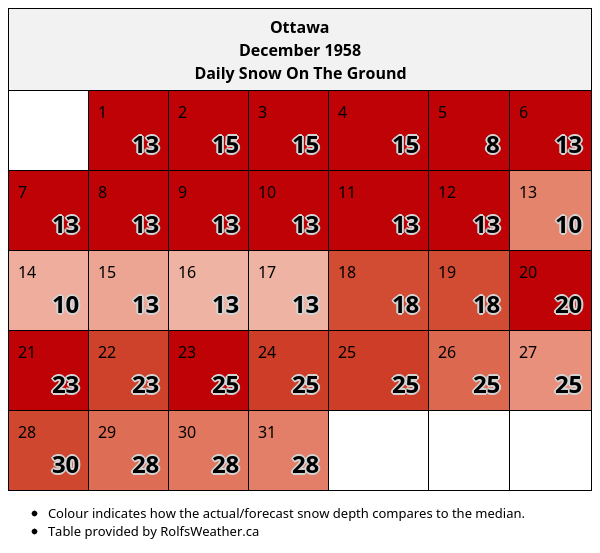 Ottawa
December 1958
Daily Snow On The Ground
1 2 3 4 5 6
13 15 15 15 8 13
7 8 9 10 11 12 13
13 13 13 13 13 13 10
14 15 16 17 18 19 20
10 13 13 13 18 18 20
21 22 23 24 25 26 27
23 23 25 25 25 25 25
28 29 30 31
30 28 28 28
• Colour indicates how the actual/forecast snow depth compares to the median.
• Table provided by RolfsWeather.ca